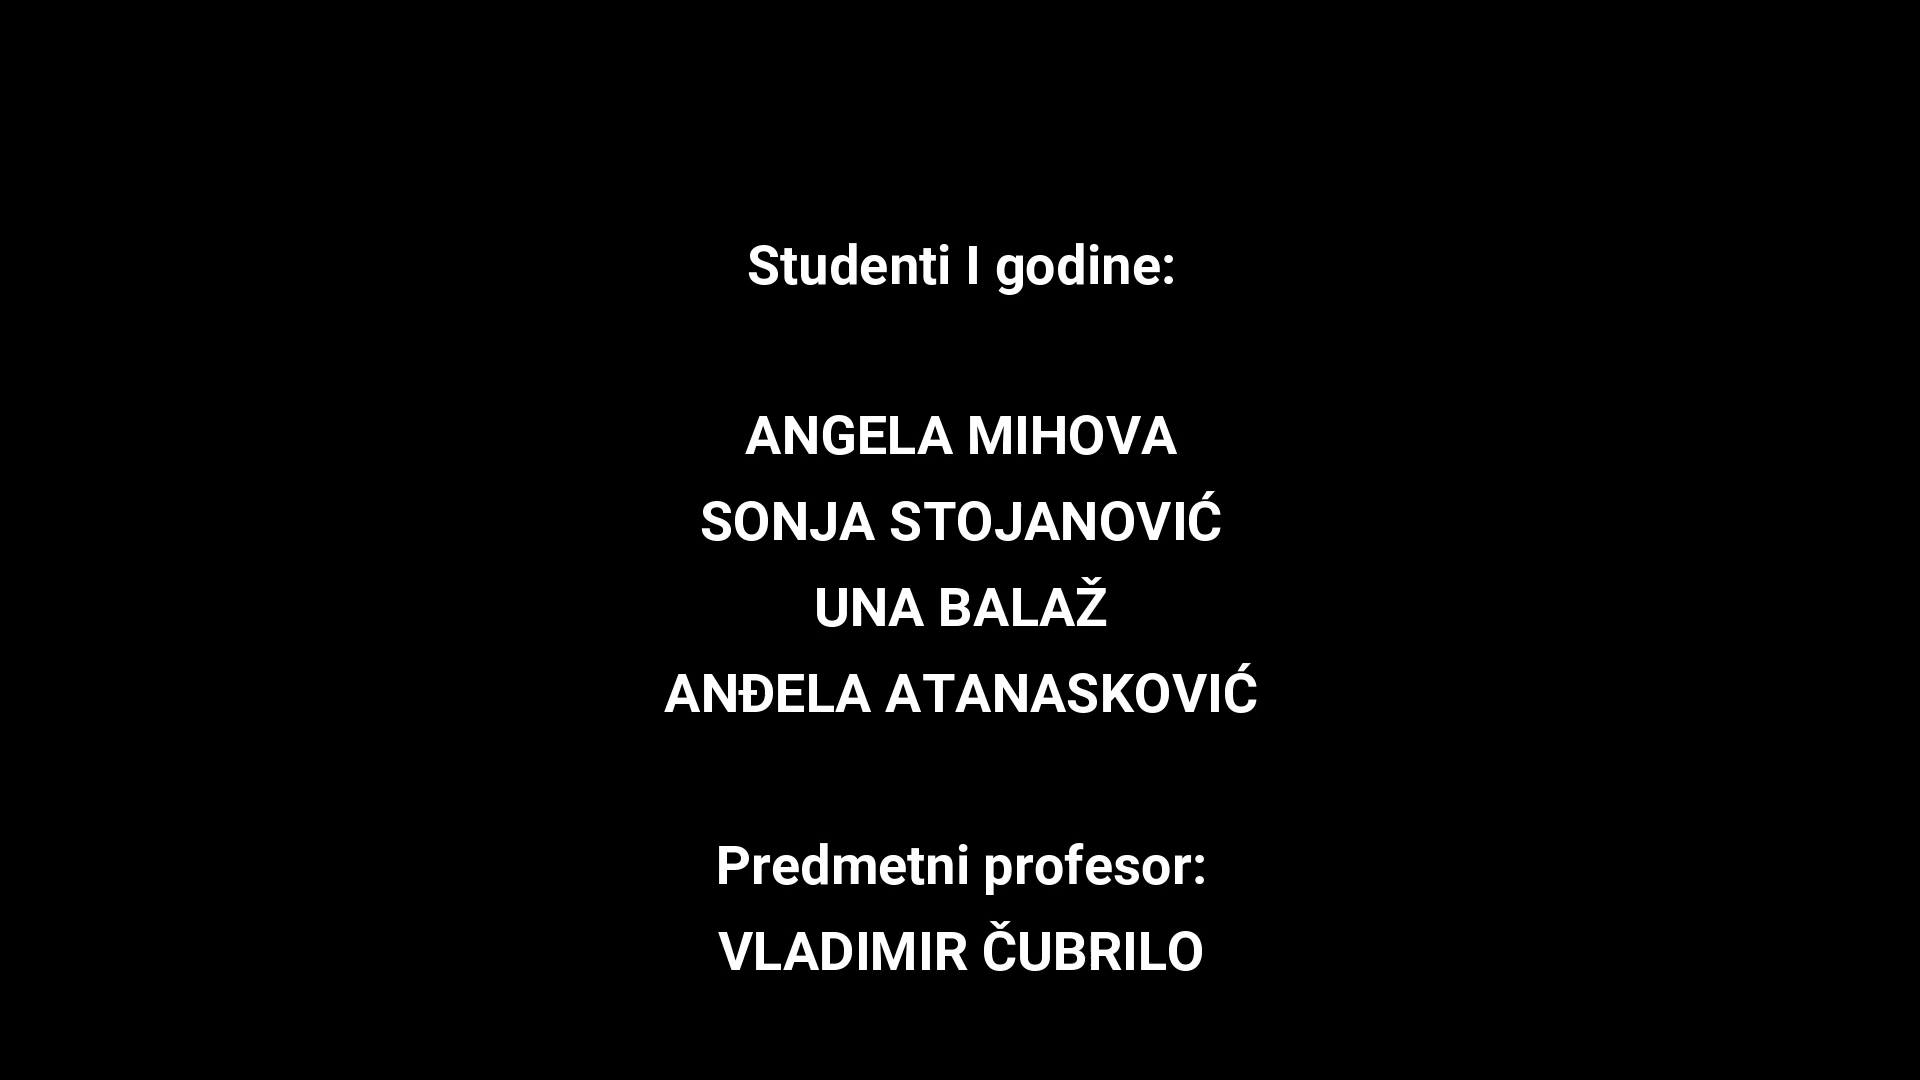 Studenti I godine:
ANGELA MIHOVA
SONJA STOJANOVIĆ
UNA BALAŽ
ANĐELA ATANASKOVIĆ
Predmetni profesor:
VLADIMIR ČUBRILO